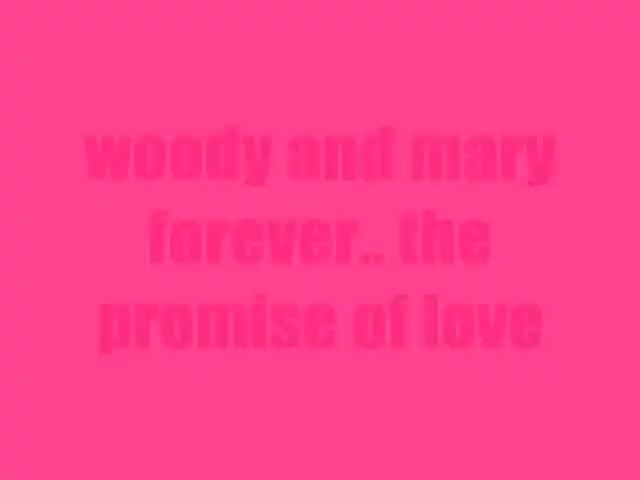 woody and mary
forever.. the
promise of love